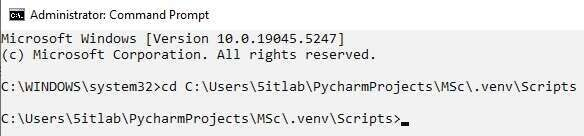 Administrator: Command Prompt
Microsoft Windows [Version 10.0.19045.5247]
(c) Microsoft Corporation. All rights reserved.
C:\WINDOWS\system32>cd C:\Users\5itlab\PycharmProjects\MSc\.venv\Scripts
C:\Users\5itlab\PycharmProjects\MSc\.venv\Scripts>